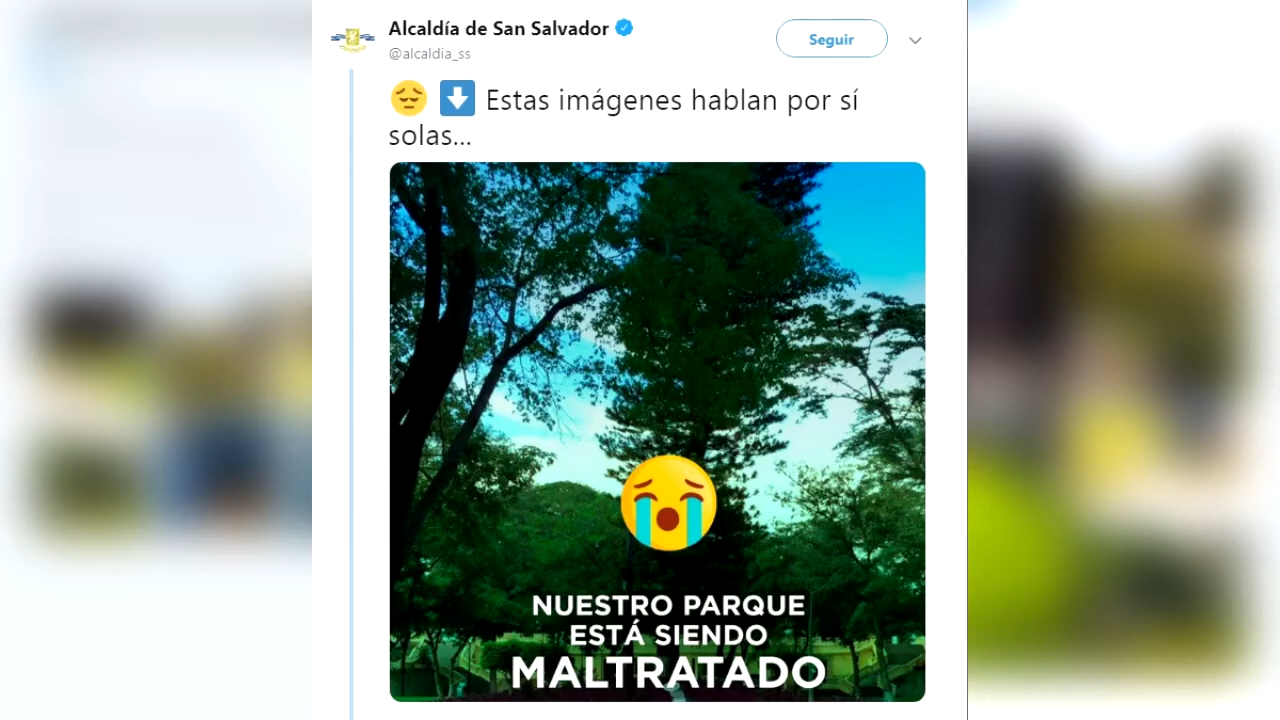 Alcaldía de San Salvador
@alcaldia_ss
Seguir
Estas imágenes hablan por sí
solas...
NUESTRO PARQUE
ESTÁ SIENDO
MALTRATADO